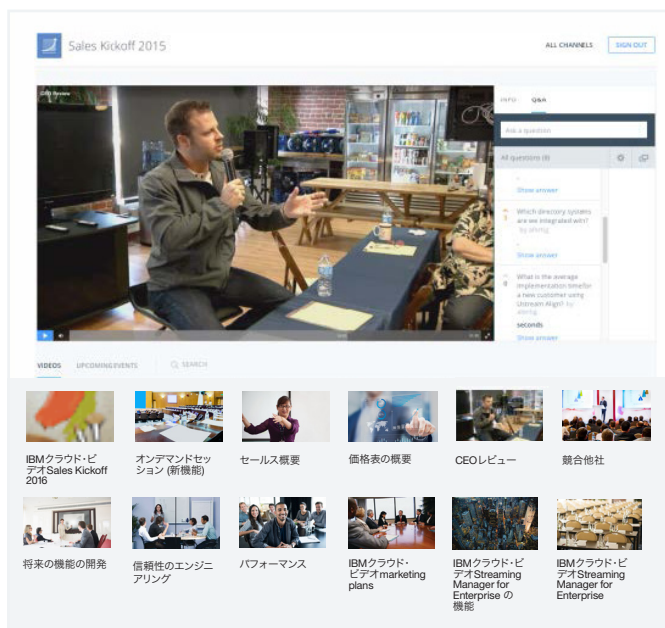 Sales Kickoff 2015
ALL CHANNELS
SIGN OUT
CEO Review
INFO
Q&A
Ask a question
All questions (8)
Show answer
Which directory systems
are we integrated with?
Show answer
What is the average
implementation time for
a new customer using
Ustream Align? by
seconds
Show answer
VIDEOS
UPCOMING EVENTS
SEARCH
IBMクラウド・ビ
デオSales Kickoff
2016
オンデマンドセッ
ション (新機能)
セールス概要
価格表の概要
CEOレビュー
競合他社
将来の機能の開発
信頼性のエンジニ
アリング
パフォーマンス
IBMクラウド・
ビデオmarketing
plans
IBMクラウド・ビ
デオStreaming
Manager for
Enterprise の
機能
IBMクラウド・ビ
デオStreaming
Manager for
Enterprise